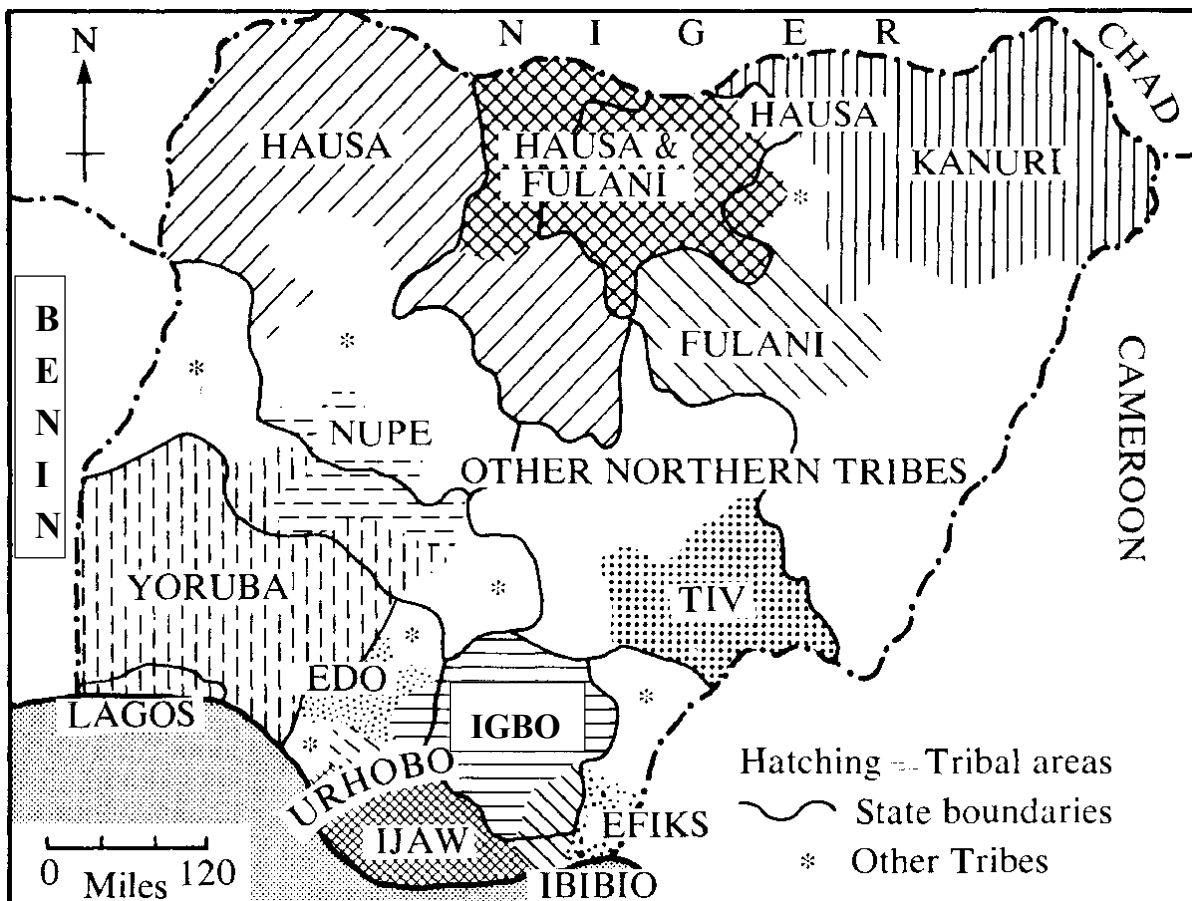 N I G E R
CHAD
N
HAUSA
HAUSA &
FULANI
HAUSA
KANURI
BENIN
FULANI
CAMEROON
NUPE
OTHER NORTHERN TRIBES
YORUBA
TIV
EDO
LAGOS
IGBO
URHOBO
IJAW
EFIKS
IBIBIO
Hatching - Tribal areas
State boundaries
* Other Tribes
0 Miles 120